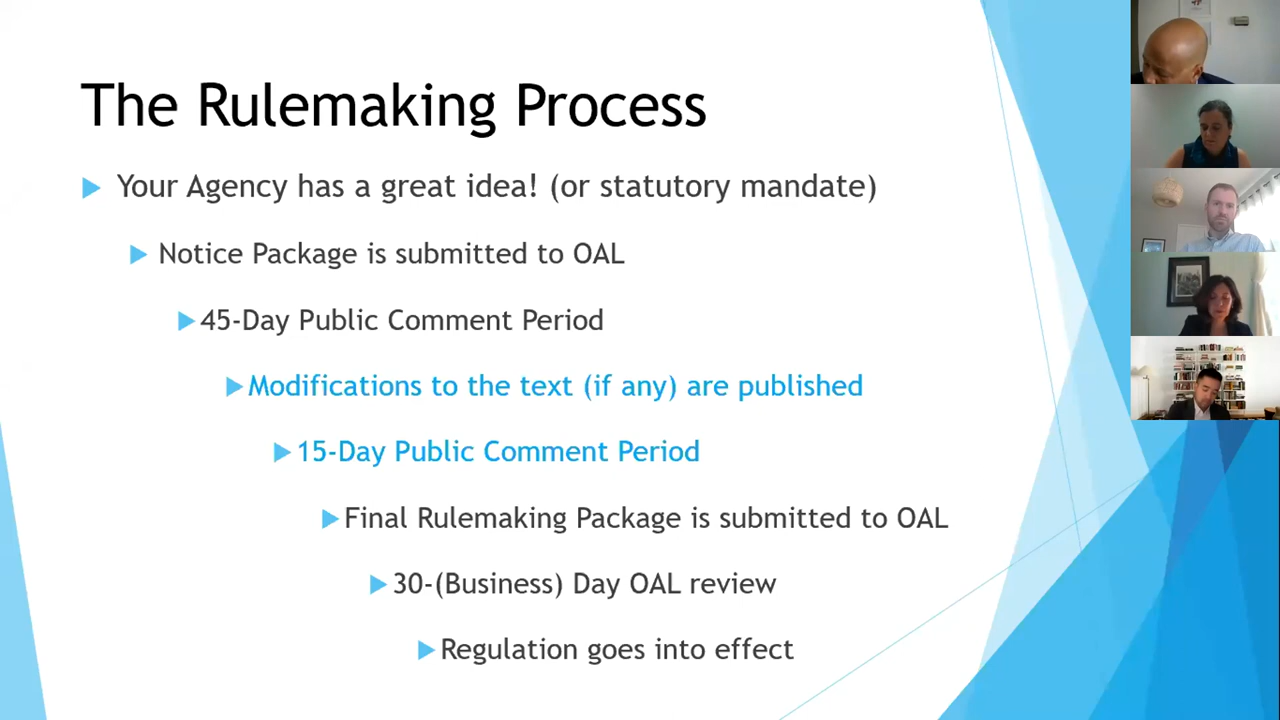 The Rulemaking Process
Your Agency has a great idea! (or statutory mandate)
Notice Package is submitted to OAL
45-Day Public Comment Period
Modifications to the text (if any) are published
15-Day Public Comment Period
Final Rulemaking Package is submitted to OAL
30-(Business) Day OAL review
Regulation goes into effect